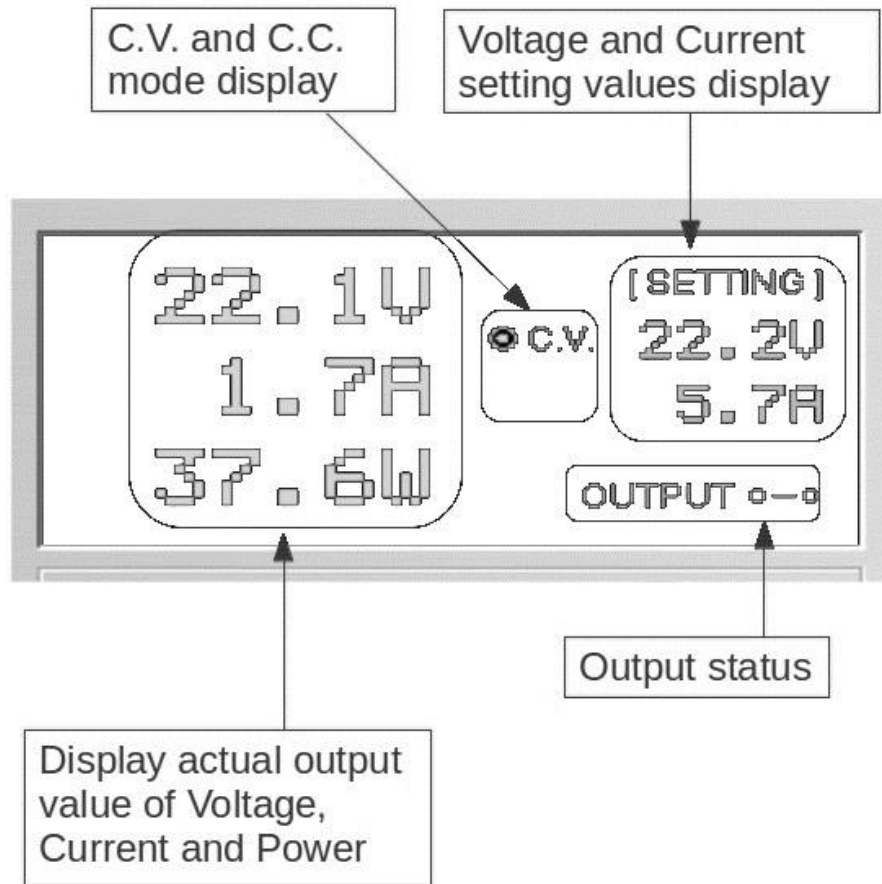 C.V. and C.C.
mode display
Voltage and Current
setting values display
22.1V
1.7A
37.6W
C.V.
[SETTING]
22.2V
5.7A
OUTPUT
Output status
Display actual output
value of Voltage,
Current and Power